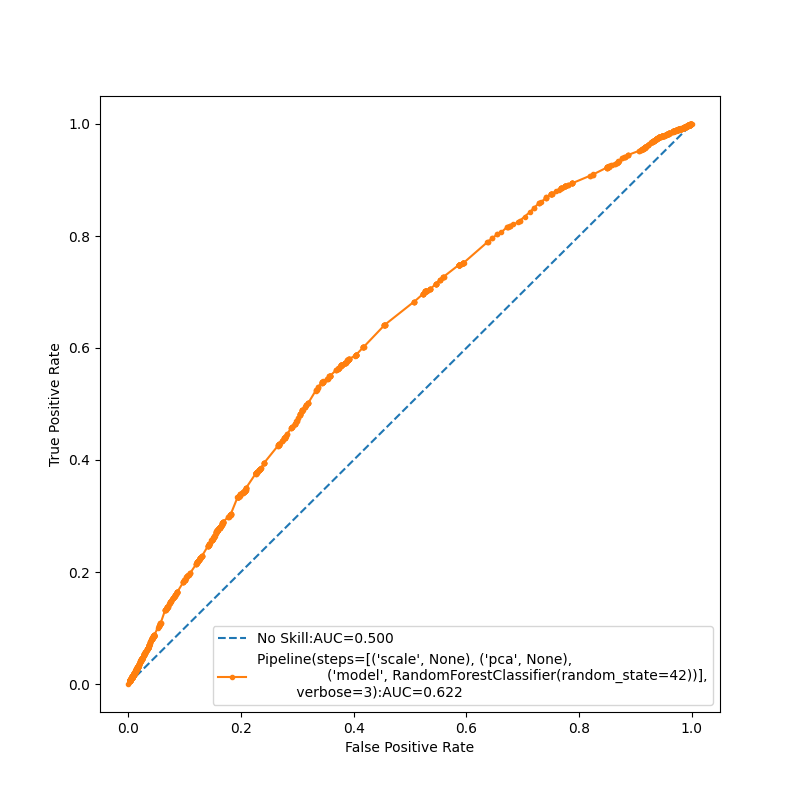 1.0
0.8
0.6
0.4
0.2
0.0
True Positive Rate
No Skill:AUC=0.500
Pipeline(steps=[('scale', None), ('pca', None),
('model', RandomForestClassifier(random_state=42))],
verbose=3):AUC=0.622
0.0 0.2 0.4 0.6 0.8 1.0
False Positive Rate